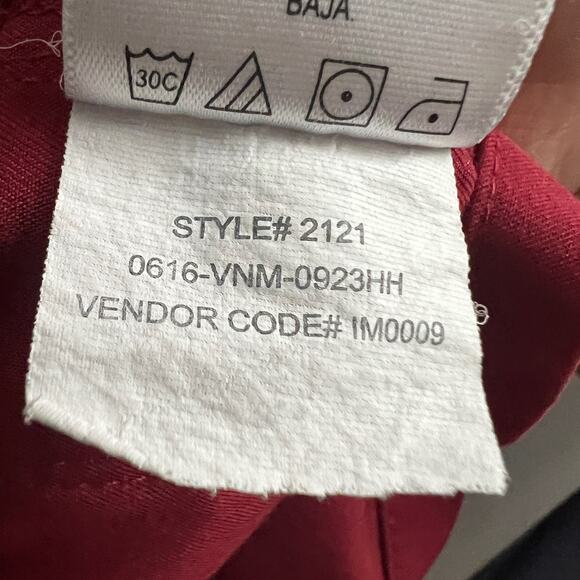 BAJA.
30C
STYLE# 2121
0616-VNM-0923HH
VENDOR CODE# IM0009